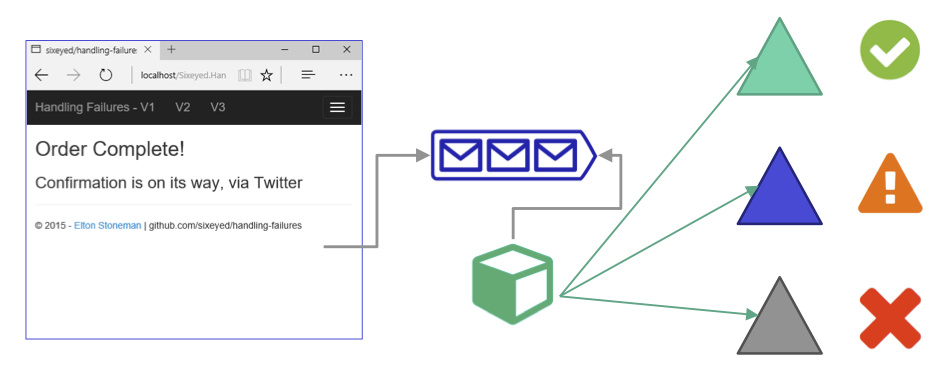 sixeyed/handling-failure:
localhost/Sixeyed.Han
Handling Failures - V1 V2 V3
Order Complete!
Confirmation is on its way, via Twitter
© 2015 - Elton Stoneman | github.com/sixeyed/handling-failures